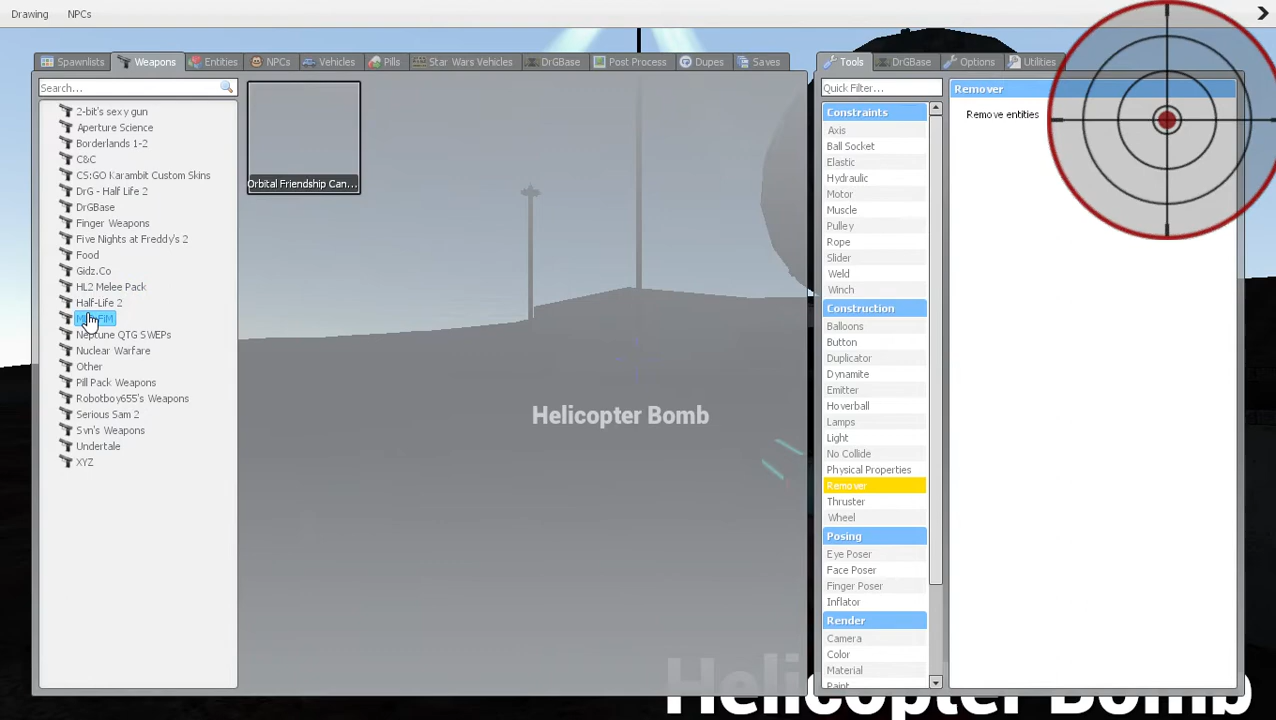 Drawing NPCs
Spawnlists Weapons Entities NPCs Vehicles Pills Star Wars Vehicles DrGBase Post Process Dupes Saves
Search...
2-bit's sexy gun
Aperture Science
Borderlands 1-2
C&C
CS:GO Karambit Custom Skins
DrG - Half Life 2
DrGBase
Finger Weapons
Five Nights at Freddy's 2
Food
Gidz.Co
HL2 Melee Pack
Half-Life 2
Neptune QTG SWEPs
Nuclear Warfare
Other
Pill Pack Weapons
Robotboy655's Weapons
Serious Sam 2
Svn's Weapons
Undertale
XYZ
Orbital Friendship Can...
Helicopter Bomb
Tools DrGBase Options Utilities
Quick Filter...
Constraints
Axis
Ball Socket
Elastic
Hydraulic
Motor
Muscle
Pulley
Rope
Slider
Weld
Winch
Construction
Balloons
Button
Duplicator
Dynamite
Emitter
Hoverball
Lamps
Light
No Collide
Physical Properties
Remover
Thruster
Wheel
Posing
Eye Poser
Face Poser
Finger Poser
Inflator
Render
Camera
Color
Material
Paint
Remover
Remove entities
Helicopter Bomb